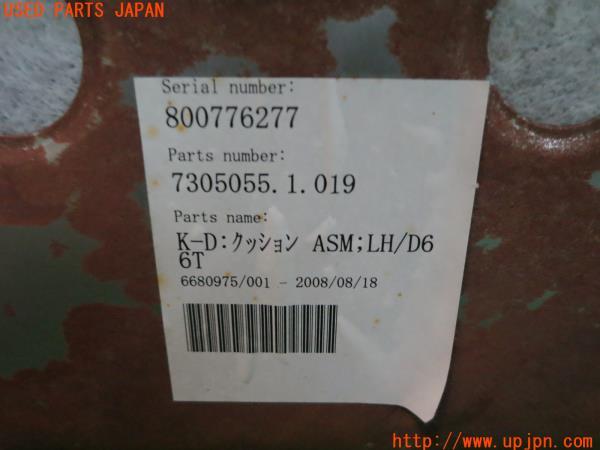 USED PARTS JAPAN
Serial number:
800776277
Parts number:
7305055.1.019
Parts name:
K-D:クッション ASM;LH/D6
6T
6680975/001 - 2008/08/18
http://www.upjpn.com/